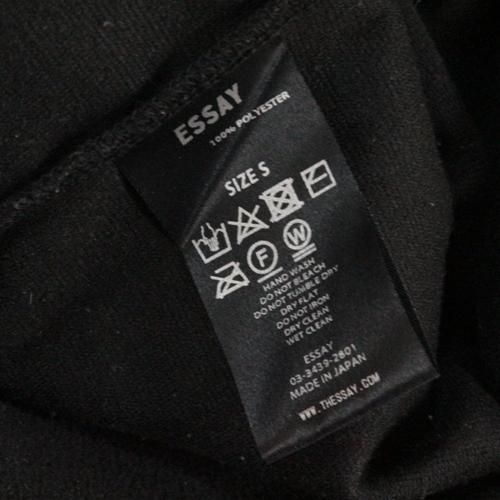 ESSAY
100% POLYESTER
SIZE S
F W
HAND WASH
DO NOT BLEACH
DO NOT TUMBLE DRY
DRY FLAT
DO NOT IRON
DRY CLEAN
WET CLEAN
ESSAY
03-3439-2601
MADE IN JAPAN
WWW.THESSAY.COM